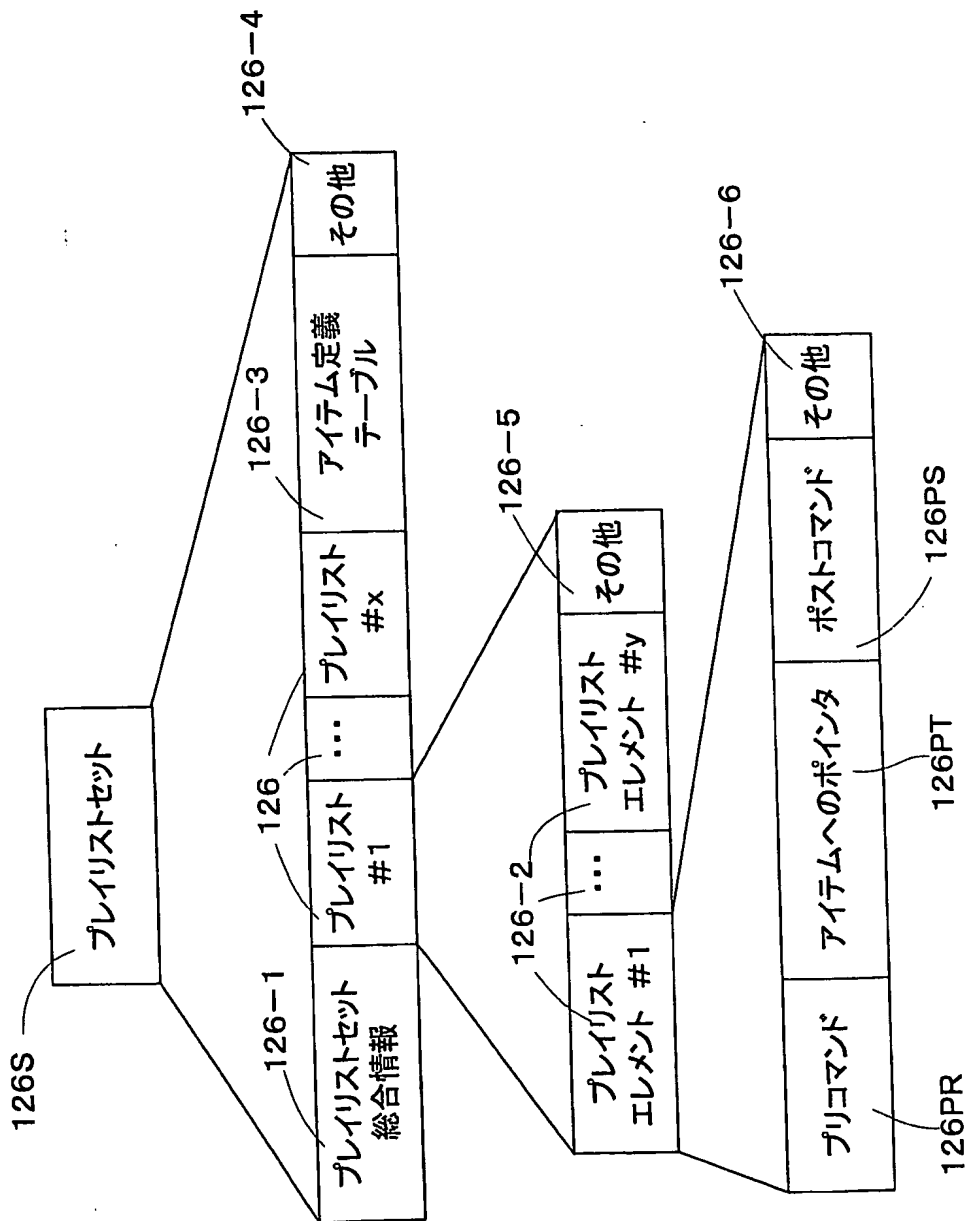 126S
プレイリストセット
126-1
126
126-3
126-4
プレイリストセット
総合情報
プレイリスト
#1
...
プレイリスト
#x
アイテム定義
テーブル
その他
126-2
126-5
プレイリスト
エレメント #1
...
プレイリスト
エレメント #y
その他
126-6
プリコマンド
アイテムへのポインタ
ポストコマンド
その他
126PR
126PT
126PS